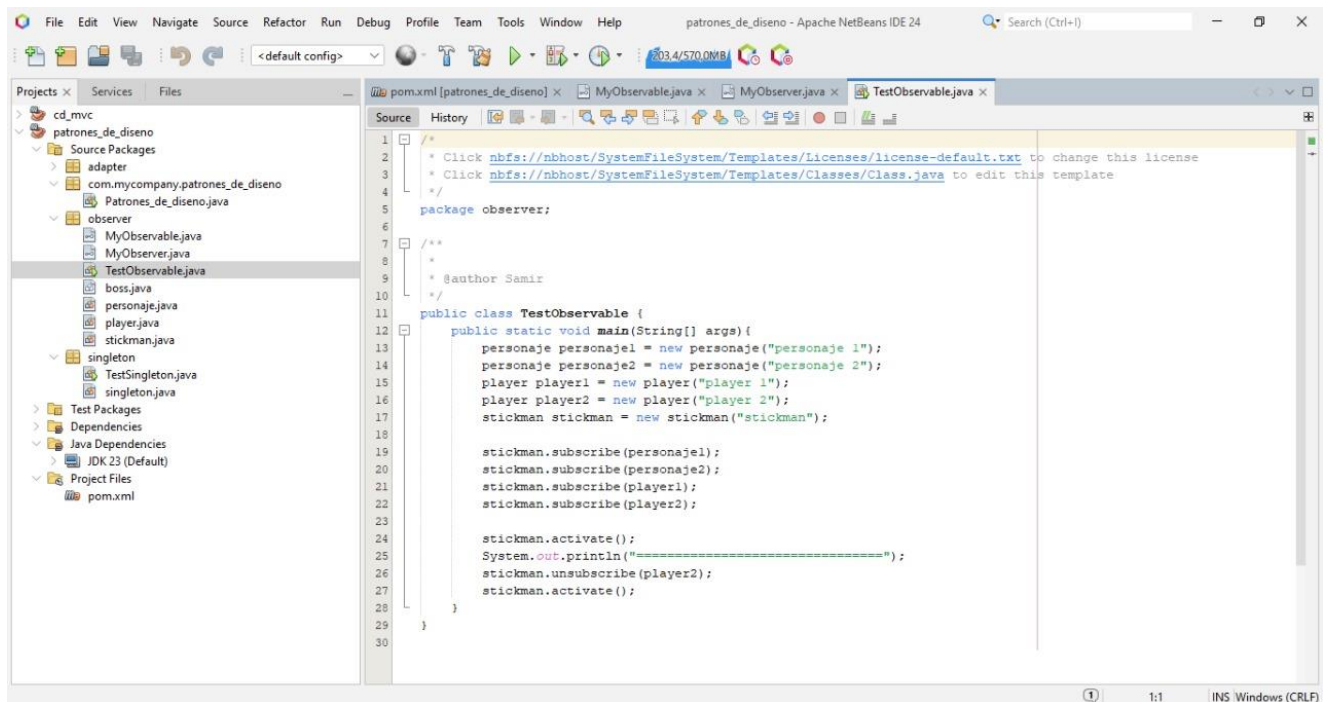 File Edit View Navigate Source Refactor Run Debug Profile Team Tools Window Help patrones_de_diseno - Apache NetBeans IDE 24 Search (Ctrl+I)
<default config> 203.4/570.0MB
Projects Services Files
cd_mvc
patrones_de_diseno
Source Packages
adapter
com.mycompany.patrones_de_diseno
Patrones_de_diseno.java
observer
MyObservable.java
MyObserver.java
TestObservable.java
boss.java
personaje.java
player.java
stickman.java
singleton
TestSingleton.java
singleton.java
Test Packages
Dependencies
Java Dependencies
JDK 23 (Default)
Project Files
pom.xml
pom.xml [patrones_de_diseno] MyObservable.java MyObserver.java TestObservable.java
Source History
1 /*
2 * Click nbfs://nbhost/SystemFileSystem/Templates/Licenses/license-default.txt to change this license
3 * Click nbfs://nbhost/SystemFileSystem/Templates/Classes/Class.java to edit this template
4 */
5 package observer;
6
7 /**
8 *
9 * @author Samir
10 */
11 public class TestObservable {
12 public static void main(String[] args){
13 personaje personaje1 = new personaje("personaje 1");
14 personaje personaje2 = new personaje("personaje 2");
15 player player1 = new player("player 1");
16 player player2 = new player("player 2");
17 stickman stickman = new stickman("stickman");
18
19 stickman.subscribe(personaje1);
20 stickman.subscribe(personaje2);
21 stickman.subscribe(player1);
22 stickman.subscribe(player2);
23
24 stickman.activate();
25 System.out.println("================================");
26 stickman.unsubscribe(player2);
27 stickman.activate();
28 }
29 }
30
1 1:1 INS Windows (CRLF)